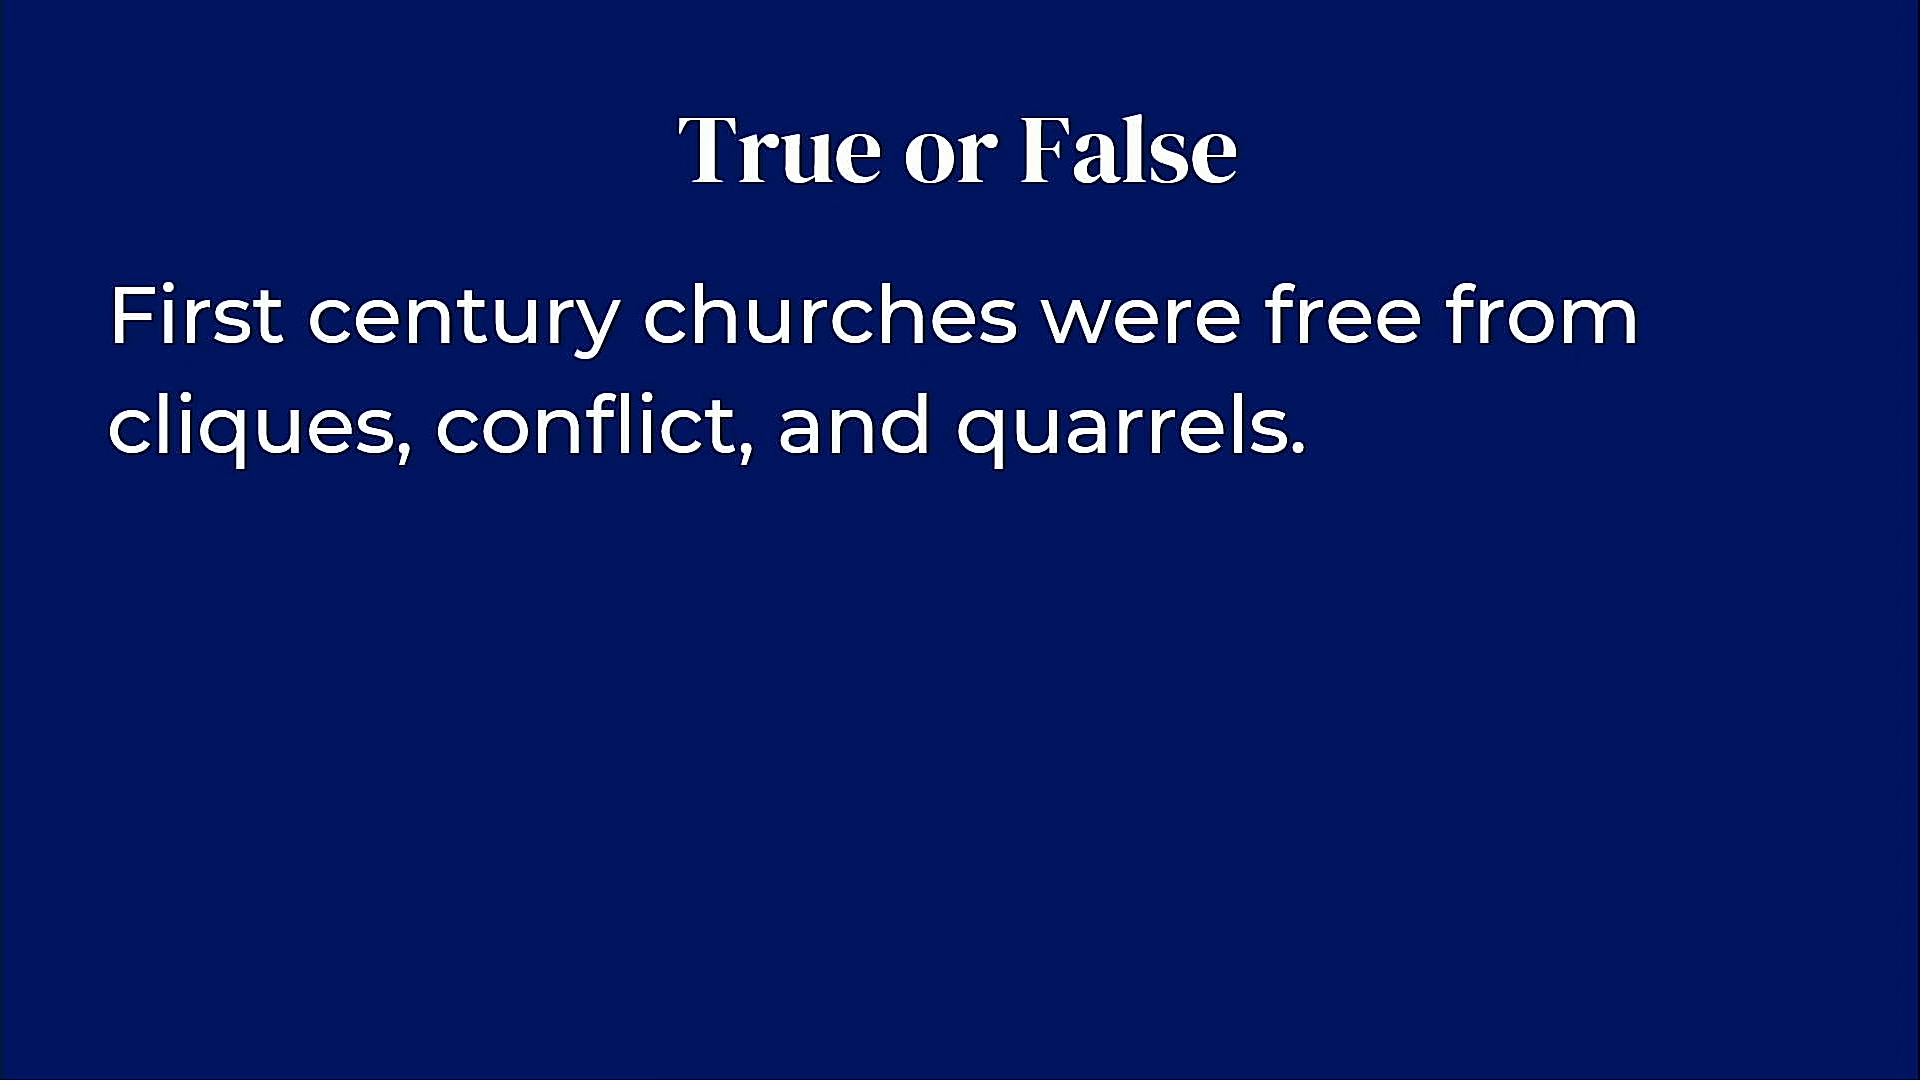 True or False
First century churches were free from
cliques, conflict, and quarrels.